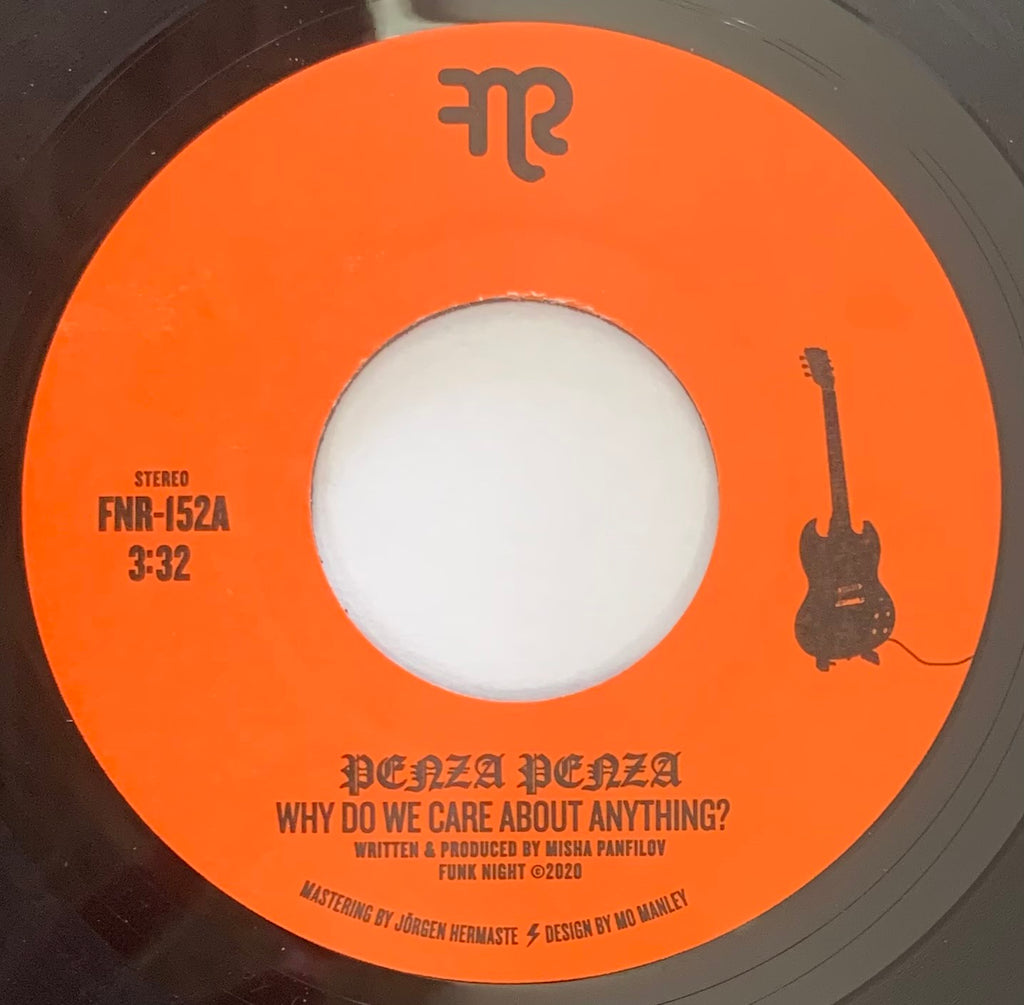 FNR
STEREO
FNR-152A
3:32
PENZA PENZA
WHY DO WE CARE ABOUT ANYTHING?
WRITTEN & PRODUCED BY MISHA PANFILOV
FUNK NIGHT ©2020
MASTERING BY JÖRGEN HERMASTE ⚡ DESIGN BY MO MANLEY